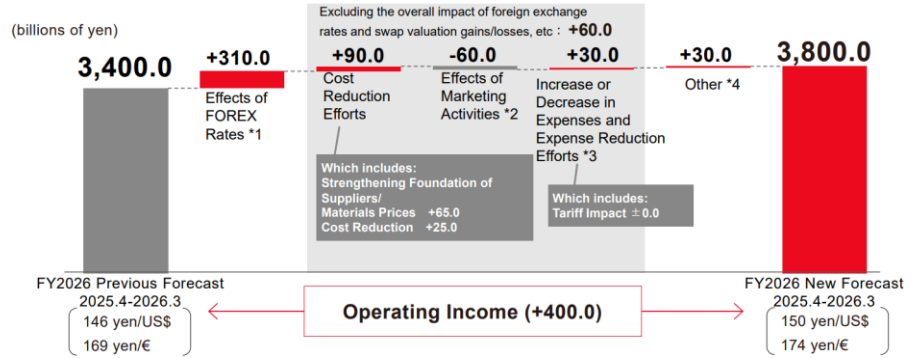 (billions of yen)
Excluding the overall impact of foreign exchange
rates and swap valuation gains/losses, etc : +60.0
3,400.0
+310.0
Effects of
FOREX
Rates *1
+90.0
Cost
Reduction
Efforts
Which includes:
Strengthening Foundation of
Suppliers/
Materials Prices +65.0
Cost Reduction +25.0
-60.0
Effects of
Marketing
Activities *2
+30.0
Increase or
Decrease in
Expenses and
Expense Reduction
Efforts *3
Which includes:
Tariff Impact ±0.0
+30.0
Other *4
3,800.0
FY2026 Previous Forecast
2025.4-2026.3
146 yen/US$
169 yen/€
Operating Income (+400.0)
FY2026 New Forecast
2025.4-2026.3
150 yen/US$
174 yen/€